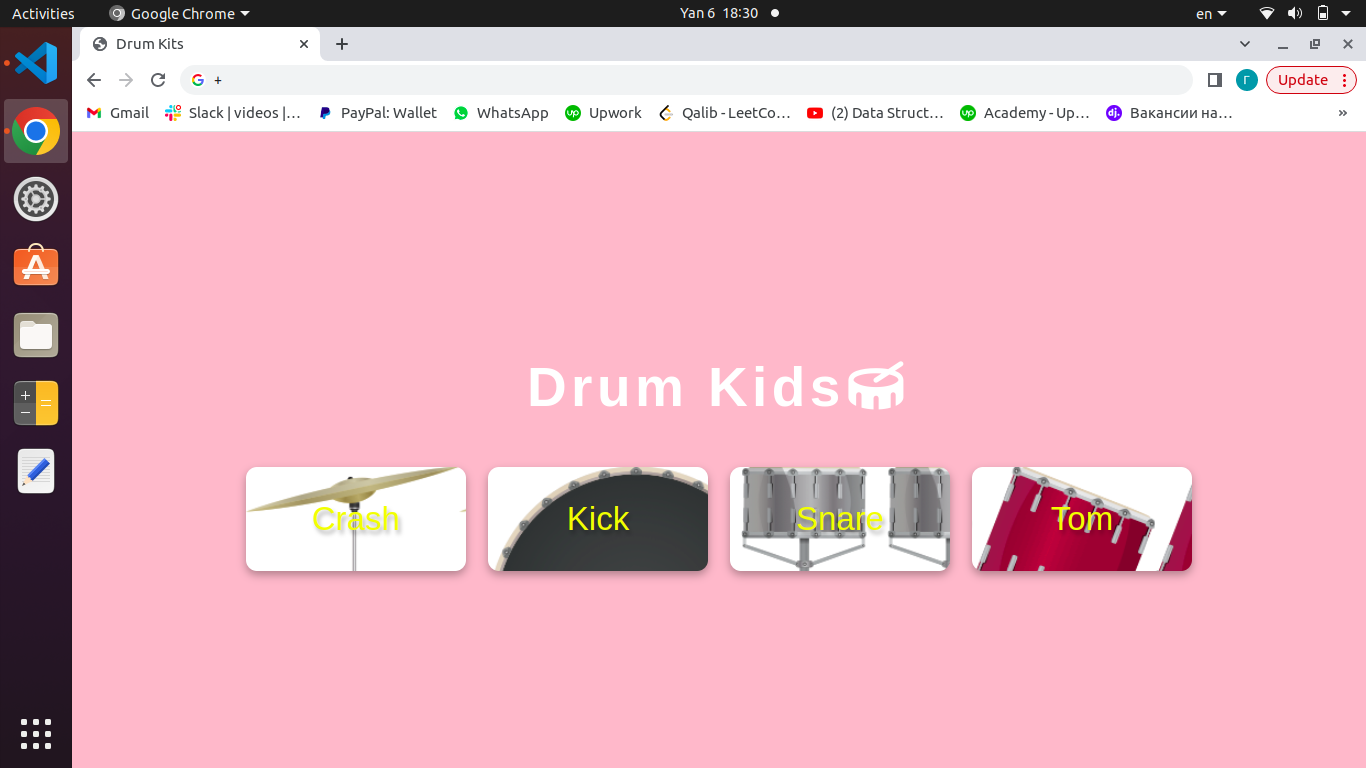 Activities Google Chrome Yan 6 18:30 en
Drum Kits
+ Update Г
Gmail Slack | videos |… PayPal: Wallet WhatsApp Upwork Qalib - LeetCo… (2) Data Struct… Academy - Up… Вакансии на… »
Drum Kids
Crash Kick Snare Tom